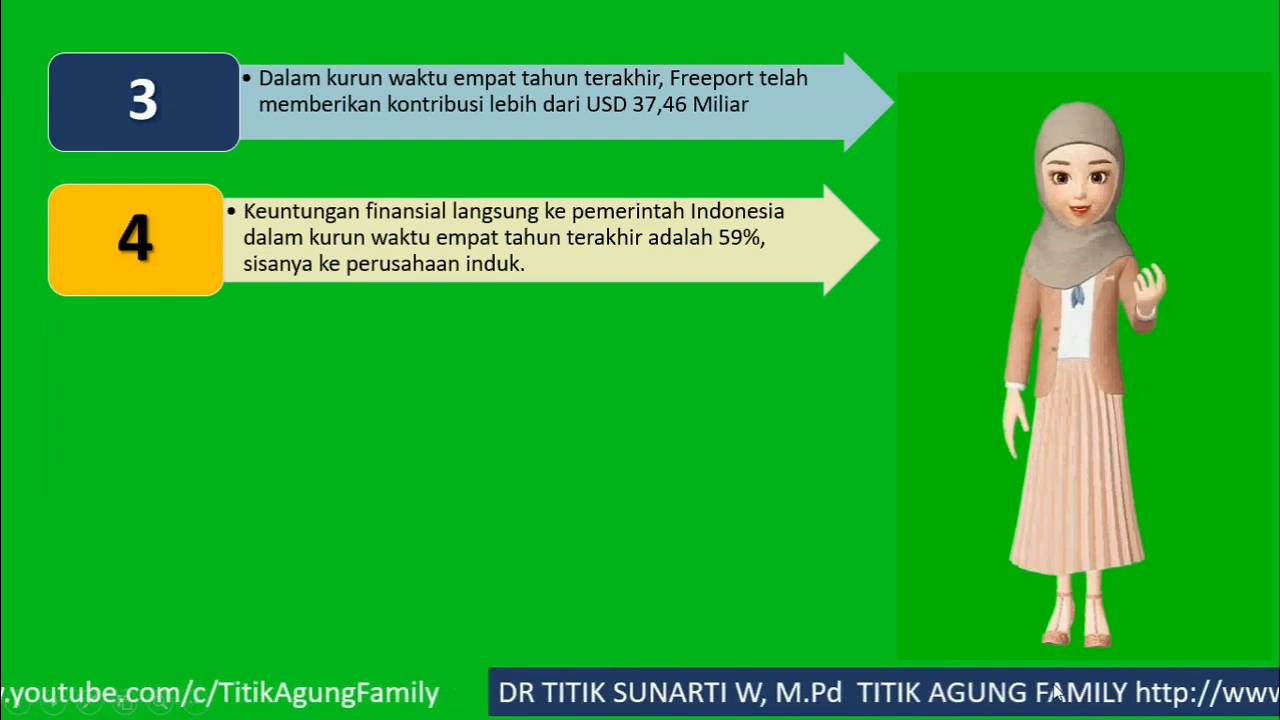 3
• Dalam kurun waktu empat tahun terakhir, Freeport telah
memberikan kontribusi lebih dari USD 37,46 Miliar
4
• Keuntungan finansial langsung ke pemerintah Indonesia
dalam kurun waktu empat tahun terakhir adalah 59%,
sisanya ke perusahaan induk.
.youtube.com/c/TitikAgungFamily
DR TITIK SUNARTI W, M.Pd TITIK AGUNG FAMILY http://www